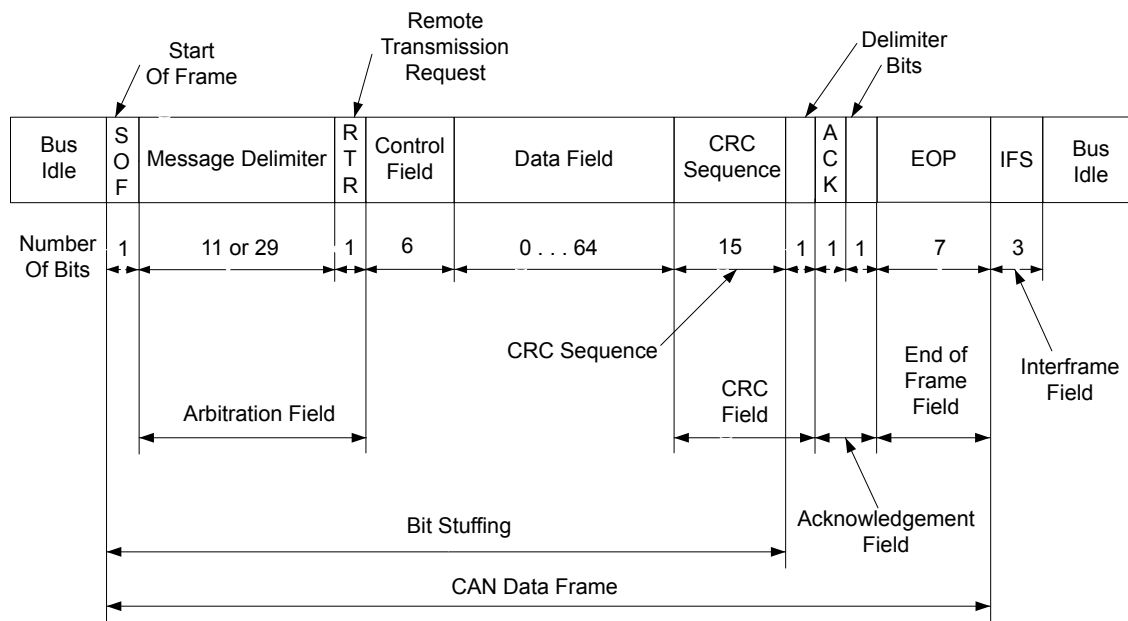 Start
Of Frame
Remote
Transmission
Request
Delimiter
Bits
Bus
Idle
S
O
F
Message Delimiter
R
T
R
Control
Field
Data Field
CRC
Sequence
A
C
K
EOP
IFS
Bus
Idle
Number
Of Bits
1
11 or 29
1
6
0 . . . 64
15
1
1
1
7
3
CRC Sequence
End of
Frame
Field
Interframe
Field
Arbitration Field
CRC
Field
Bit Stuffing
Acknowledgement
Field
CAN Data Frame